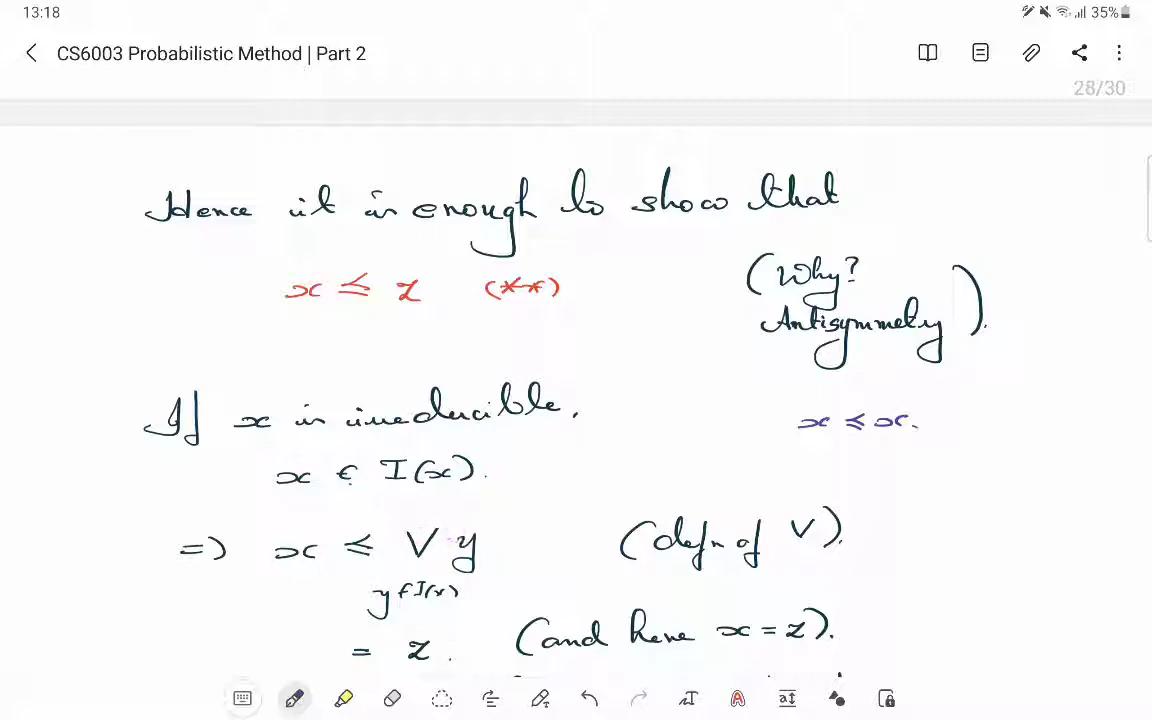 13:18
35%
CS6003 Probabilistic Method | Part 2
28/30
Hence it is enough to show that
x ≤ z (**)
(Why?
Antisymmetry).
If x is irreducible,
x ≤ x.
x ∈ I(x).
=> x ≤ ∨ y (defn of ∨).
y ∈ I(x)
= z. (and hence x = z).